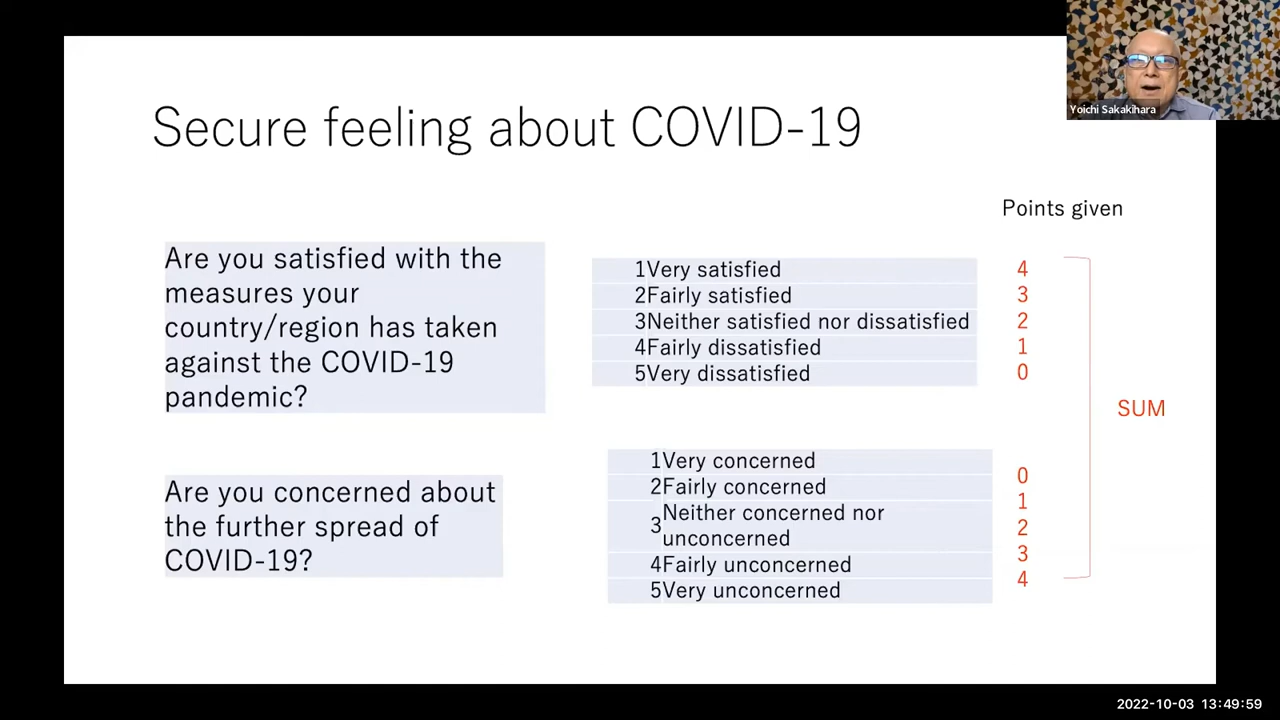 Yoichi Sakakihara
Secure feeling about COVID-19
Points given
Are you satisfied with the
measures your
country/region has taken
against the COVID-19
pandemic?
1Very satisfied 4
2Fairly satisfied 3
3Neither satisfied nor dissatisfied 2
4Fairly dissatisfied 1
5Very dissatisfied 0
SUM
Are you concerned about
the further spread of
COVID-19?
1Very concerned 0
2Fairly concerned 1
3Neither concerned nor
unconcerned 2
4Fairly unconcerned 3
5Very unconcerned 4
2022-10-03 13:49:59